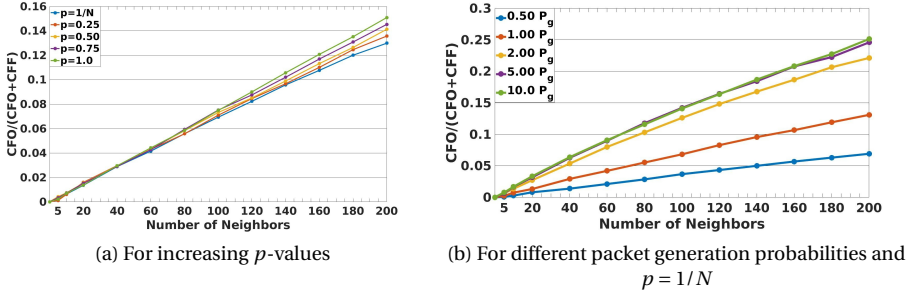 p=1/N
p=0.25
p=0.50
p=0.75
p=1.0
0.16
0.14
0.12
0.1
0.08
0.06
0.04
0.02
0
CFO/(CFO+CFF)
5 20 40 60 80 100 120 140 160 180 200
Number of Neighbors
(a) For increasing p-values
0.50 Pg
1.00 Pg
2.00 Pg
5.00 Pg
10.0 Pg
0.3
0.25
0.2
0.15
0.1
0.05
0
CFO/(CFO+CFF)
5 20 40 60 80 100 120 140 160 180 200
Number of Neighbors
(b) For different packet generation probabilities and
p = 1/N